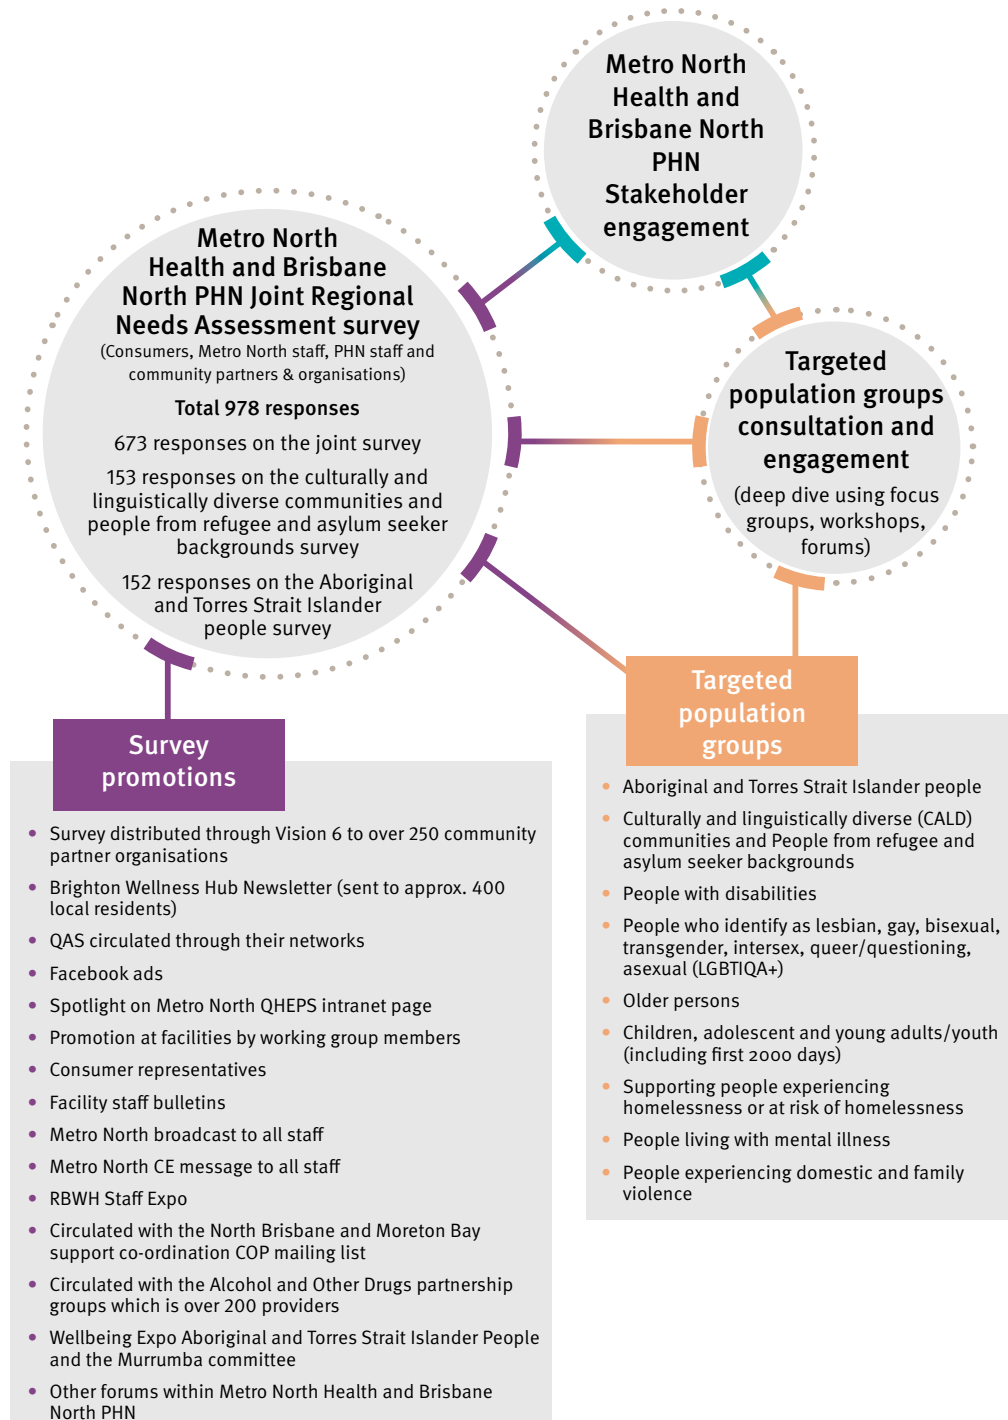 Metro North
Health and
Brisbane North
PHN
Stakeholder
engagement
Metro North
Health and Brisbane
North PHN Joint Regional
Needs Assessment survey
(Consumers, Metro North staff, PHN staff and
community partners & organisations)
Total 978 responses
673 responses on the joint survey
153 responses on the culturally and
linguistically diverse communities and
people from refugee and asylum seeker
backgrounds survey
152 responses on the Aboriginal
and Torres Strait Islander
people survey
Targeted
population groups
consultation and
engagement
(deep dive using focus
groups, workshops,
forums)
Survey
promotions
• Survey distributed through Vision 6 to over 250 community
partner organisations
• Brighton Wellness Hub Newsletter (sent to approx. 400
local residents)
• QAS circulated through their networks
• Facebook ads
• Spotlight on Metro North QHEPS intranet page
• Promotion at facilities by working group members
• Consumer representatives
• Facility staff bulletins
• Metro North broadcast to all staff
• Metro North CE message to all staff
• RBWH Staff Expo
• Circulated with the North Brisbane and Moreton Bay
support co-ordination COP mailing list
• Circulated with the Alcohol and Other Drugs partnership
groups which is over 200 providers
• Wellbeing Expo Aboriginal and Torres Strait Islander People
and the Murrumba committee
• Other forums within Metro North Health and Brisbane
North PHN
Targeted
population
groups
• Aboriginal and Torres Strait Islander people
• Culturally and linguistically diverse (CALD)
communities and People from refugee and
asylum seeker backgrounds
• People with disabilities
• People who identify as lesbian, gay, bisexual,
transgender, intersex, queer/questioning,
asexual (LGBTIQA+)
• Older persons
• Children, adolescent and young adults/youth
(including first 2000 days)
• Supporting people experiencing
homelessness or at risk of homelessness
• People living with mental illness
• People experiencing domestic and family
violence